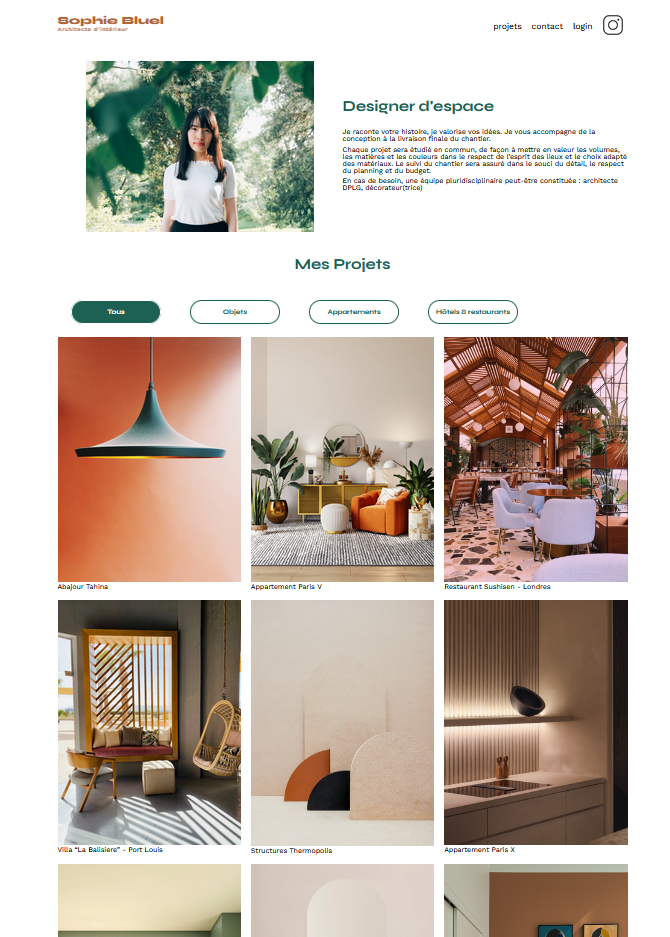 Sophie Bluel
Architecte d'intérieur
projets contact login
Designer d'espace
Je raconte votre histoire, je valorise vos idées. Je vous accompagne de la
conception à la livraison finale du chantier.
Chaque projet sera étudié en commun, de façon à mettre en valeur les volumes,
les matières et les couleurs dans le respect de l'esprit des lieux et le choix adapté
des matériaux. Le suivi du chantier sera assuré dans le souci du détail, le respect
du planning et du budget.
En cas de besoin, une équipe pluridisciplinaire peut-être constituée : architecte
DPLG, décorateur(trice)
Mes Projets
Tous
Objets
Appartements
Hôtels & restaurants
Abajour Tahina
Appartement Paris V
Restaurant Sushisen - Londres
Villa “La Balisiere” - Port Louis
Structures Thermopolis
Appartement Paris X